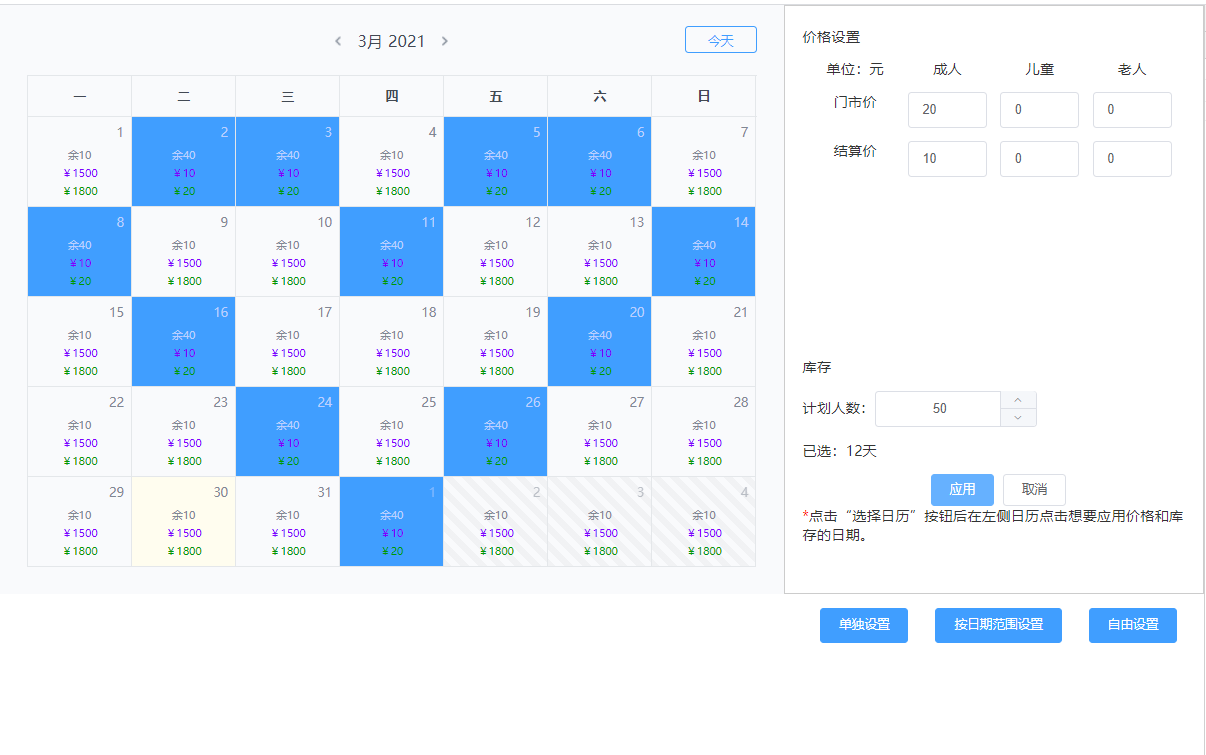 3月 2021
今天
一 二 三 四 五 六 日
1 2 3 4 5 6 7
余10 余40 余40 余10 余40 余40 余10
￥1500 ￥10 ￥10 ￥1500 ￥10 ￥10 ￥1500
￥1800 ￥20 ￥20 ￥1800 ￥20 ￥20 ￥1800
8 9 10 11 12 13 14
余40 余10 余10 余40 余10 余10 余40
￥10 ￥1500 ￥1500 ￥10 ￥1500 ￥1500 ￥10
￥20 ￥1800 ￥1800 ￥20 ￥1800 ￥1800 ￥20
15 16 17 18 19 20 21
余10 余40 余10 余10 余10 余40 余10
￥1500 ￥10 ￥1500 ￥1500 ￥1500 ￥10 ￥1500
￥1800 ￥20 ￥1800 ￥1800 ￥1800 ￥20 ￥1800
22 23 24 25 26 27 28
余10 余10 余40 余10 余40 余10 余10
￥1500 ￥1500 ￥10 ￥1500 ￥10 ￥1500 ￥1500
￥1800 ￥1800 ￥20 ￥1800 ￥20 ￥1800 ￥1800
29 30 31 1 2 3 4
余10 余10 余10 余40 余10 余10 余10
￥1500 ￥1500 ￥1500 ￥10 ￥1500 ￥1500 ￥1500
￥1800 ￥1800 ￥1800 ￥20 ￥1800 ￥1800 ￥1800
价格设置
单位：元 成人 儿童 老人
门市价 20 0 0
结算价 10 0 0
库存
计划人数： 50
已选：12天
应用 取消
*点击“选择日历”按钮后在左侧日历点击想要应用价格和库
存的日期。
单独设置 按日期范围设置 自由设置